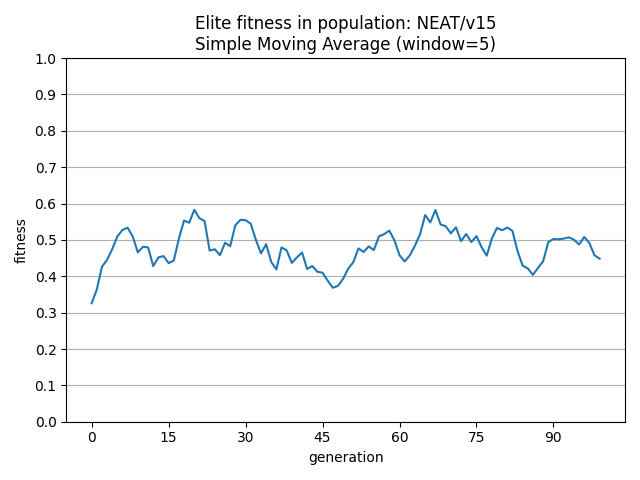 Elite fitness in population: NEAT/v15
Simple Moving Average (window=5)
1.0
0.9
0.8
0.7
0.6
0.5
0.4
0.3
0.2
0.1
0.0
fitness
0 15 30 45 60 75 90
generation